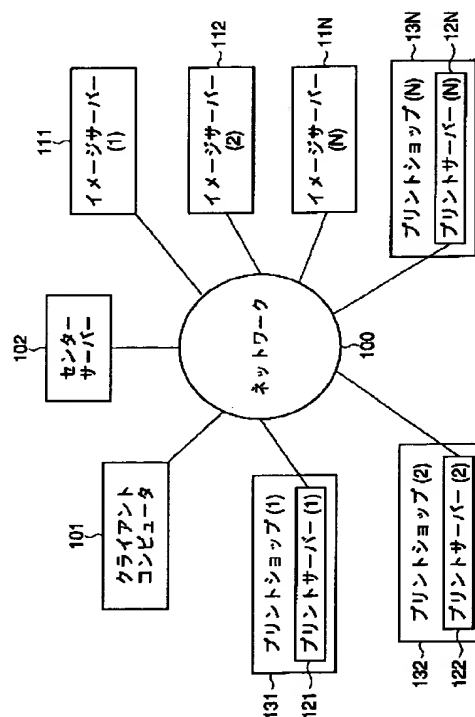 101
クライアント
コンピュータ
102
センター
サーバー
111
イメージサーバー
(1)
112
イメージサーバー
(2)
11N
イメージサーバー
(N)
ネットワーク
100
プリントショップ(1)
プリントサーバー(1)
131
121
プリントショップ(2)
プリントサーバー(2)
132
122
プリントショップ(N)
プリントサーバー(N)
13N
12N